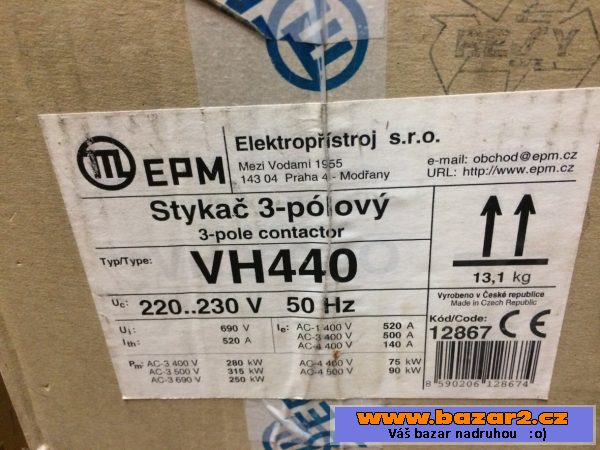 REZY
EPM
Elektropřístroj s.r.o.
Mezi Vodami 1955
143 04 Praha 4 - Modřany
e-mail: obchod@epm.cz
URL: http://www.epm.cz
Stykač 3-pólový
3-pole contactor
Typ/Type: VH440
13,1 kg
Uc: 220..230 V 50 Hz
Vyrobeno v České republice
Made in Czech Republic
Ui: 690 V
Ith: 520 A
Ie: AC-1 400 V 520 A
AC-3 400 V 500 A
AC-4 400 V 140 A
Kód/Code:
12867 CE
Pm: AC-3 400 V 280 kW
AC-3 500 V 315 kW
AC-3 690 V 250 kW
AC-4 400 V 75 kW
AC-4 500 V 90 kW
8 590206 128674
www.bazar2.cz
Váš bazar nadruhou :o)